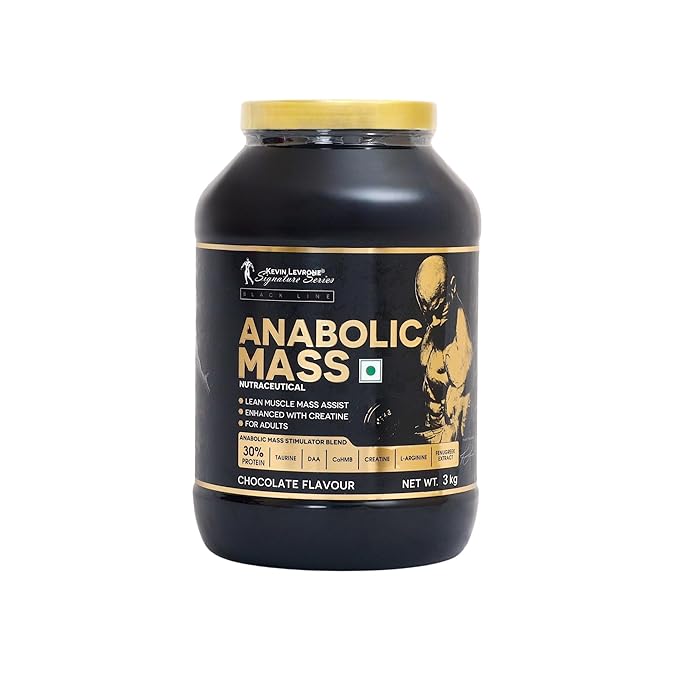 KEVIN LEVRONE®
Signature Series
BLACK LINE
ANABOLIC
MASS
NUTRACEUTICAL
LEAN MUSCLE MASS ASSIST
ENHANCED WITH CREATINE
FOR ADULTS
ANABOLIC MASS STIMULATOR BLEND
30% PROTEIN TAURINE DAA CaHMB CREATINE L-ARGININE FENUGREEK EXTRACT
CHOCOLATE FLAVOUR NET WT. 3 kg